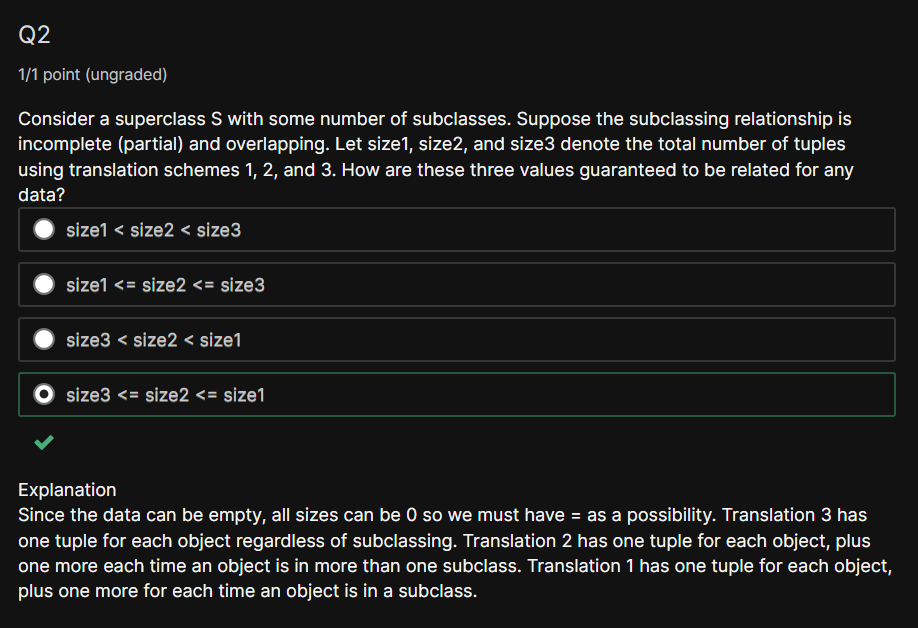 Q2
1/1 point (ungraded)
Consider a superclass S with some number of subclasses. Suppose the subclassing relationship is
incomplete (partial) and overlapping. Let size1, size2, and size3 denote the total number of tuples
using translation schemes 1, 2, and 3. How are these three values guaranteed to be related for any
data?
size1 < size2 < size3
size1 <= size2 <= size3
size3 < size2 < size1
size3 <= size2 <= size1
Explanation
Since the data can be empty, all sizes can be 0 so we must have = as a possibility. Translation 3 has
one tuple for each object regardless of subclassing. Translation 2 has one tuple for each object, plus
one more each time an object is in more than one subclass. Translation 1 has one tuple for each object,
plus one more for each time an object is in a subclass.